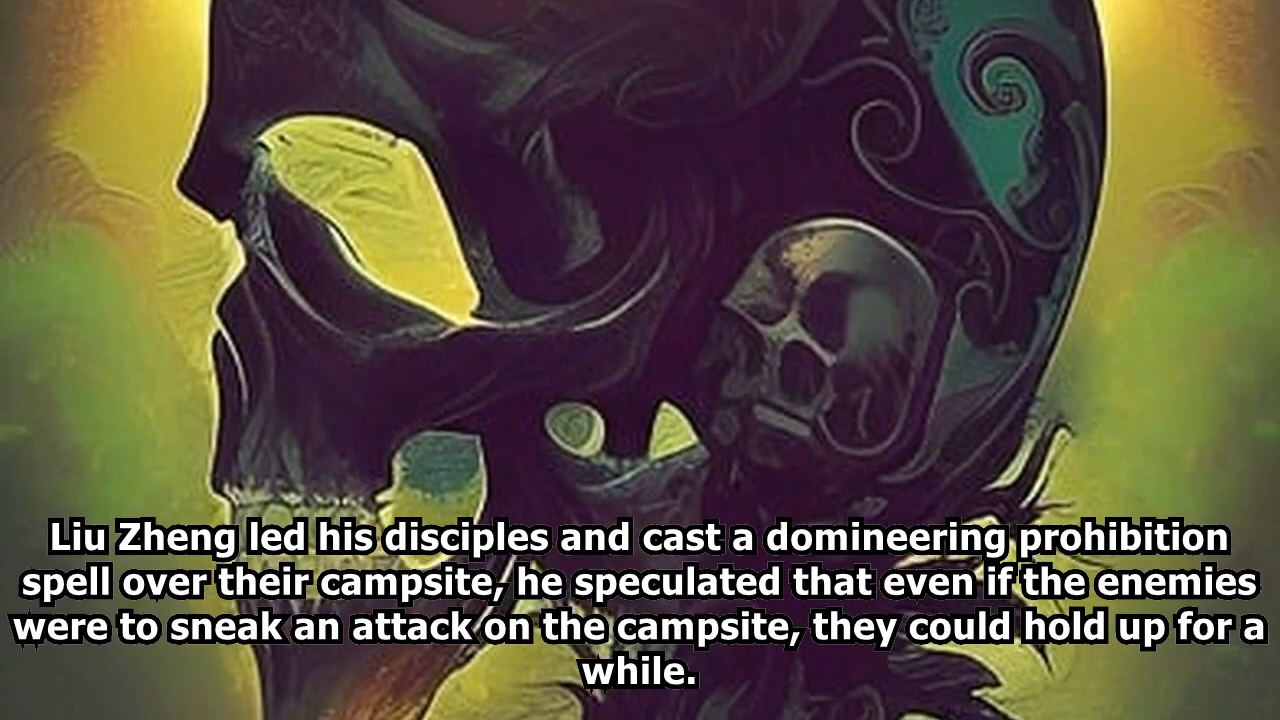 Liu Zheng led his disciples and cast a domineering prohibition
spell over their campsite, he speculated that even if the enemies
were to sneak an attack on the campsite, they could hold up for a
while.